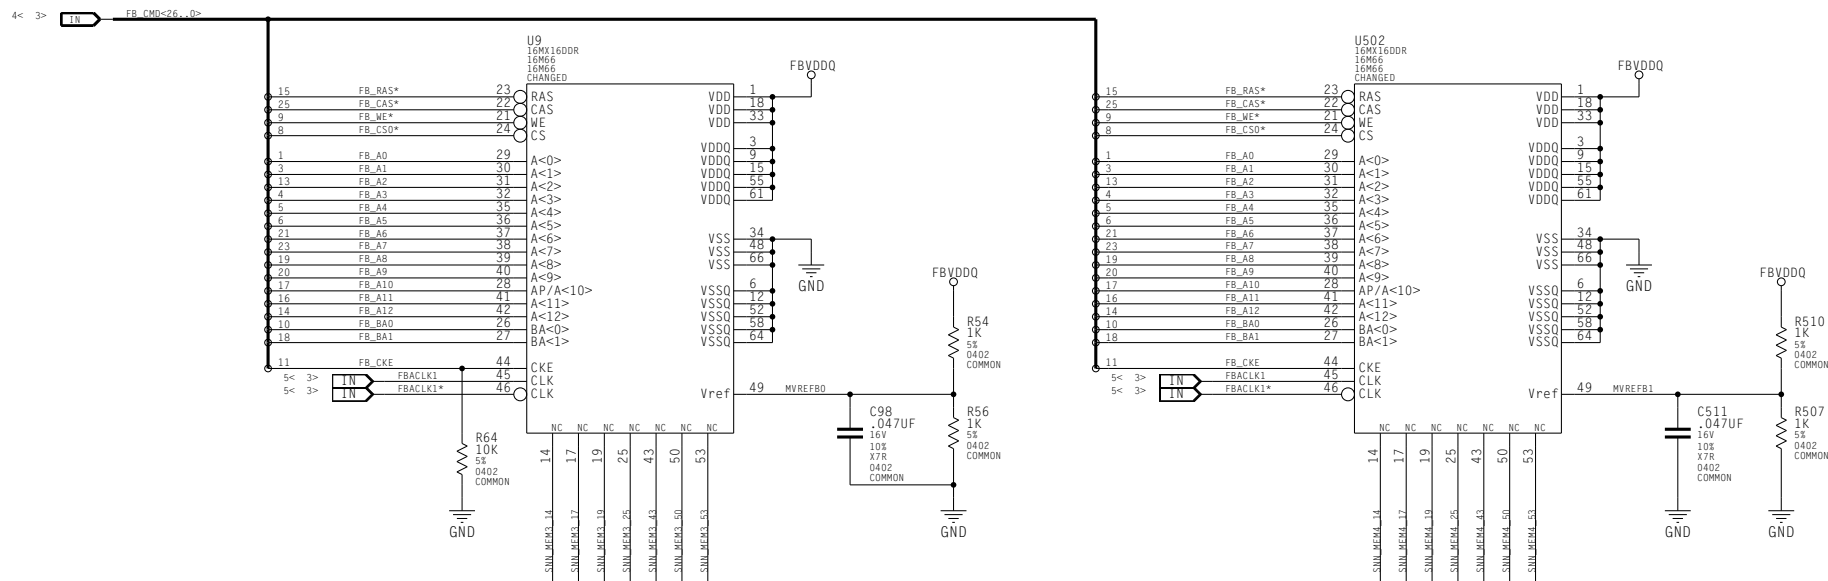 4< 3> IN FB_CMD<26..0>
U9
16MX16DDR
16M66
16M66
CHANGED
FBVDDQ
15 FB_RAS* 23 RAS VDD 1
25 FB_CAS* 22 CAS VDD 18
9 FB_WE* 21 WE VDD 33
8 FB_CS0* 24 CS
VDDQ 3
1 FB_A0 29 A<0> VDDQ 9
3 FB_A1 30 A<1> VDDQ 15
13 FB_A2 31 A<2> VDDQ 55
4 FB_A3 32 A<3> VDDQ 61
5 FB_A4 35 A<4>
6 FB_A5 36 A<5>
21 FB_A6 37 A<6> VSS 34
23 FB_A7 38 A<7> VSS 48
19 FB_A8 39 A<8> VSS 66
20 FB_A9 40 A<9>
GND
17 FB_A10 28 AP/A<10> VSSQ 6
16 FB_A11 41 A<11> VSSQ 12
14 FB_A12 42 A<12> VSSQ 52
10 FB_BA0 26 BA<0> VSSQ 58
18 FB_BA1 27 BA<1> VSSQ 64
11 FB_CKE 44 CKE
5< 3> IN FBACLK1 45 CLK
5< 3> IN FBACLK1* 46 CLK
Vref 49 MVREFB0
FBVDDQ
R54
1K
5%
0402
COMMON
C98
.047UF
16V
10%
X7R
0402
COMMON
R56
1K
5%
0402
COMMON
GND
R64
10K
5%
0402
COMMON
GND
NC NC NC NC NC NC NC
14 17 19 25 43 50 53
SNN_MEM3_14 SNN_MEM3_17 SNN_MEM3_19 SNN_MEM3_25 SNN_MEM3_43 SNN_MEM3_50 SNN_MEM3_53
U502
16MX16DDR
16M66
16M66
CHANGED
FBVDDQ
15 FB_RAS* 23 RAS VDD 1
25 FB_CAS* 22 CAS VDD 18
9 FB_WE* 21 WE VDD 33
8 FB_CS0* 24 CS
VDDQ 3
1 FB_A0 29 A<0> VDDQ 9
3 FB_A1 30 A<1> VDDQ 15
13 FB_A2 31 A<2> VDDQ 55
4 FB_A3 32 A<3> VDDQ 61
5 FB_A4 35 A<4>
6 FB_A5 36 A<5>
21 FB_A6 37 A<6> VSS 34
23 FB_A7 38 A<7> VSS 48
19 FB_A8 39 A<8> VSS 66
20 FB_A9 40 A<9>
GND
17 FB_A10 28 AP/A<10> VSSQ 6
16 FB_A11 41 A<11> VSSQ 12
14 FB_A12 42 A<12> VSSQ 52
10 FB_BA0 26 BA<0> VSSQ 58
18 FB_BA1 27 BA<1> VSSQ 64
11 FB_CKE 44 CKE
5< 3> IN FBACLK1 45 CLK
5< 3> IN FBACLK1* 46 CLK
Vref 49 MVREFB1
FBVDDQ
R510
1K
5%
0402
COMMON
C511
.047UF
16V
10%
X7R
0402
COMMON
R507
1K
5%
0402
COMMON
GND
GND
NC NC NC NC NC NC NC
14 17 19 25 43 50 53
SNN_MEM4_14 SNN_MEM4_17 SNN_MEM4_19 SNN_MEM4_25 SNN_MEM4_43 SNN_MEM4_50 SNN_MEM4_53